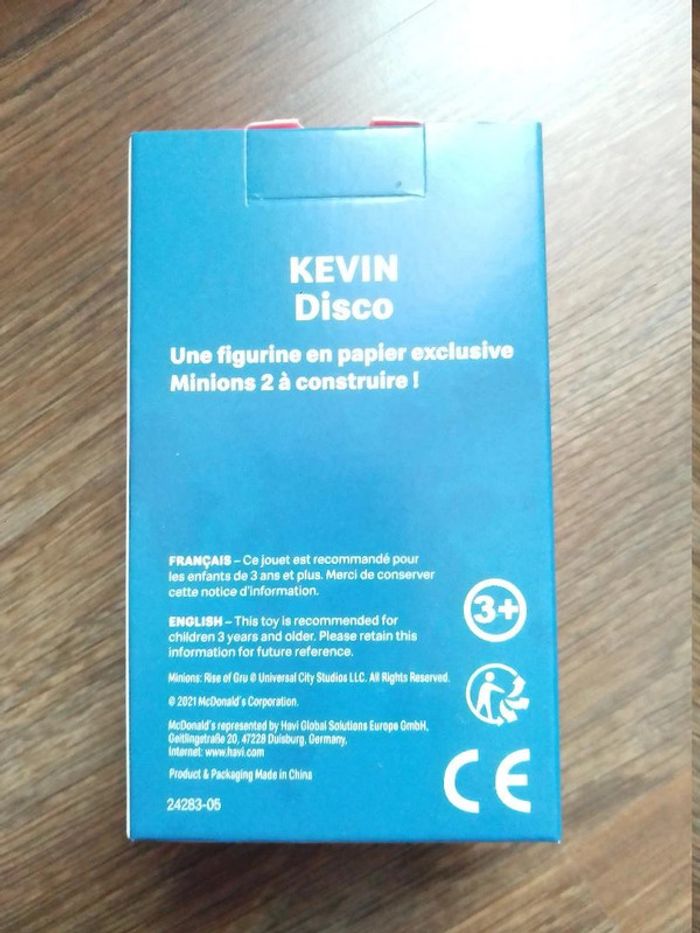 KEVIN
Disco
Une figurine en papier exclusive
Minions 2 à construire !
FRANÇAIS – Ce jouet est recommandé pour
les enfants de 3 ans et plus. Merci de conserver
cette notice d'information.
ENGLISH – This toy is recommended for
children 3 years and older. Please retain this
information for future reference.
3+
Minions: Rise of Gru © Universal City Studios LLC. All Rights Reserved.
© 2021 McDonald's Corporation.
McDonald's represented by Havi Global Solutions Europe GmbH,
Geitlingstraße 20, 47228 Duisburg, Germany,
Internet: www.havi.com
Product & Packaging Made in China
CE
24283-05